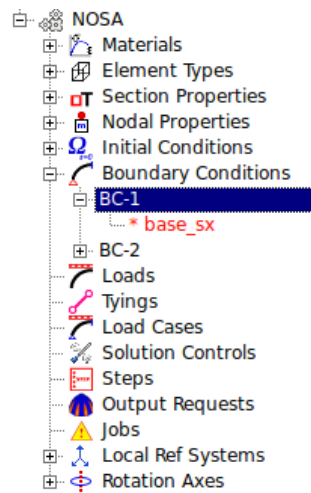 NOSA
Materials
Element Types
Section Properties
Nodal Properties
Initial Conditions
Boundary Conditions
BC-1
* base_sx
BC-2
Loads
Tyings
Load Cases
Solution Controls
Steps
Output Requests
Jobs
Local Ref Systems
Rotation Axes